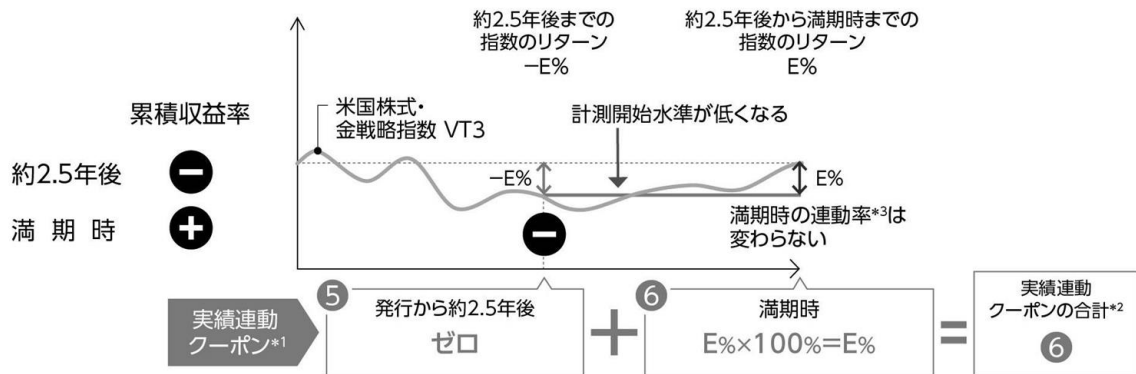 約2.5年後までの
指数のリターン
−E%
約2.5年後から満期時までの
指数のリターン
E%
累積収益率
米国株式・
金戦略指数 VT3
計測開始水準が低くなる
約2.5年後
−
−E%
E%
満期時
+
−
満期時の連動率*3は
変わらない
実績連動
クーポン*1
5
発行から約2.5年後
ゼロ
+
6
満期時
E%×100%=E%
=
実績連動
クーポンの合計*2
6